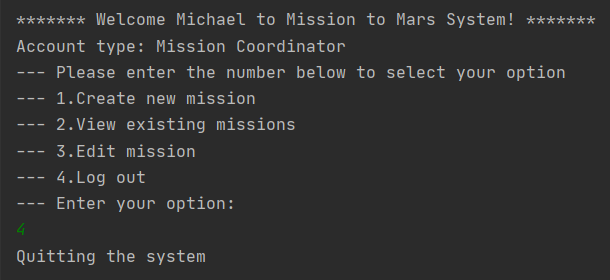 ******* Welcome Michael to Mission to Mars System! *******
Account type: Mission Coordinator
--- Please enter the number below to select your option
--- 1.Create new mission
--- 2.View existing missions
--- 3.Edit mission
--- 4.Log out
--- Enter your option:
4
Quitting the system